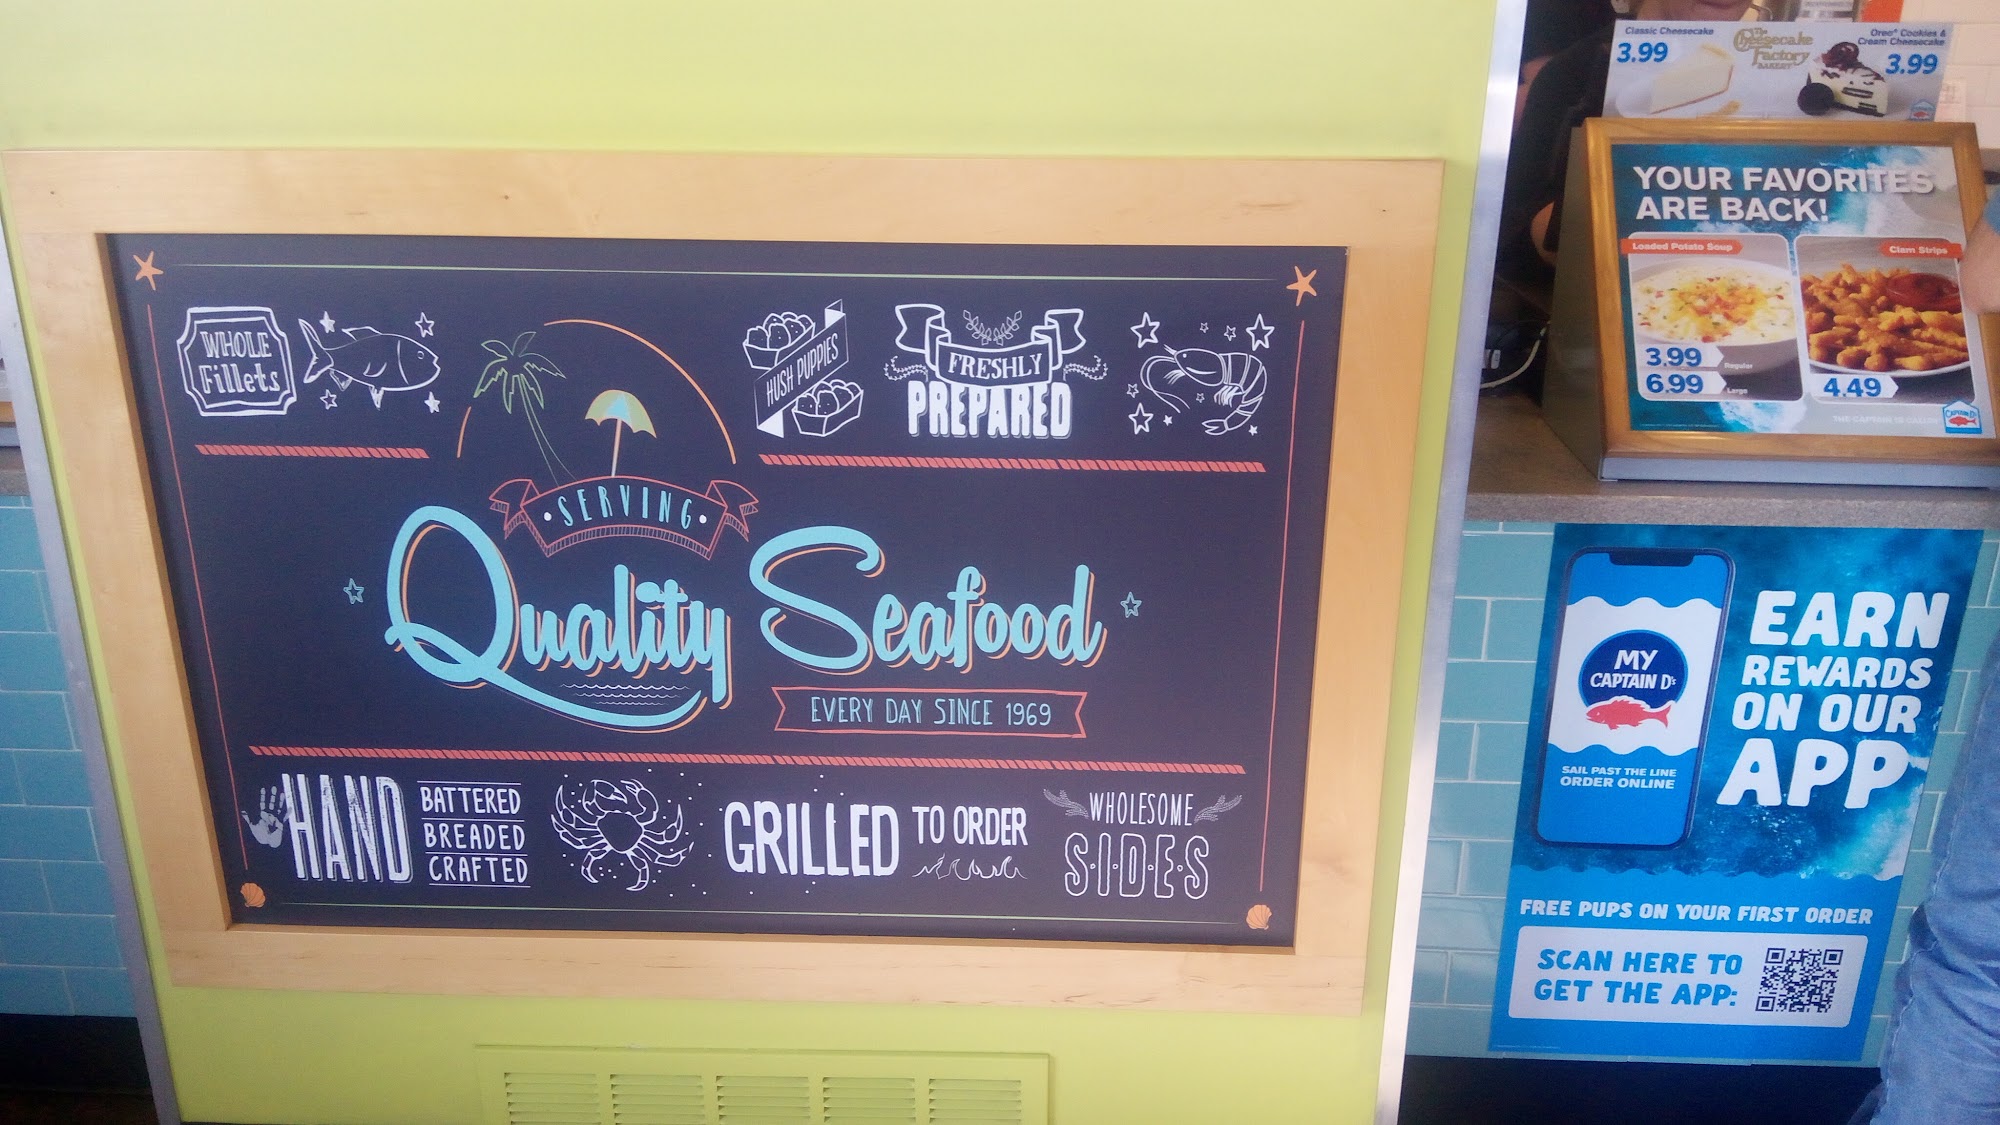 WHOLE
Fillets
HUSH PUPPIES
FRESHLY
PREPARED
SERVING
Quality Seafood
EVERY DAY SINCE 1969
HAND
BATTERED
BREADED
CRAFTED
GRILLED TO ORDER
WHOLESOME
SIDES
Classic Cheesecake
3.99
The
Cheesecake
Factory
BAKERY
Oreo® Cookies &
Cream Cheesecake
3.99
YOUR FAVORITES
ARE BACK!
Loaded Potato Soup
3.99 Regular
6.99 Large
Clam Strips
4.49
CAPTAIN D's
MY
CAPTAIN D's
SAIL PAST THE LINE
ORDER ONLINE
EARN
REWARDS
ON OUR
APP
FREE PUPS ON YOUR FIRST ORDER
SCAN HERE TO
GET THE APP: